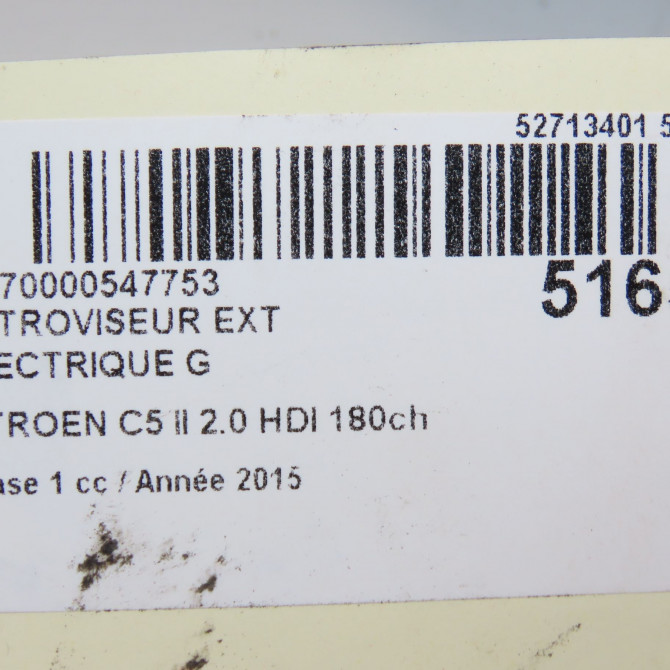 52713401 5
70000547753
516
TROVISEUR EXT
ECTRIQUE G
TROEN C5 II 2.0 HDI 180ch
ase 1 cc / Année 2015